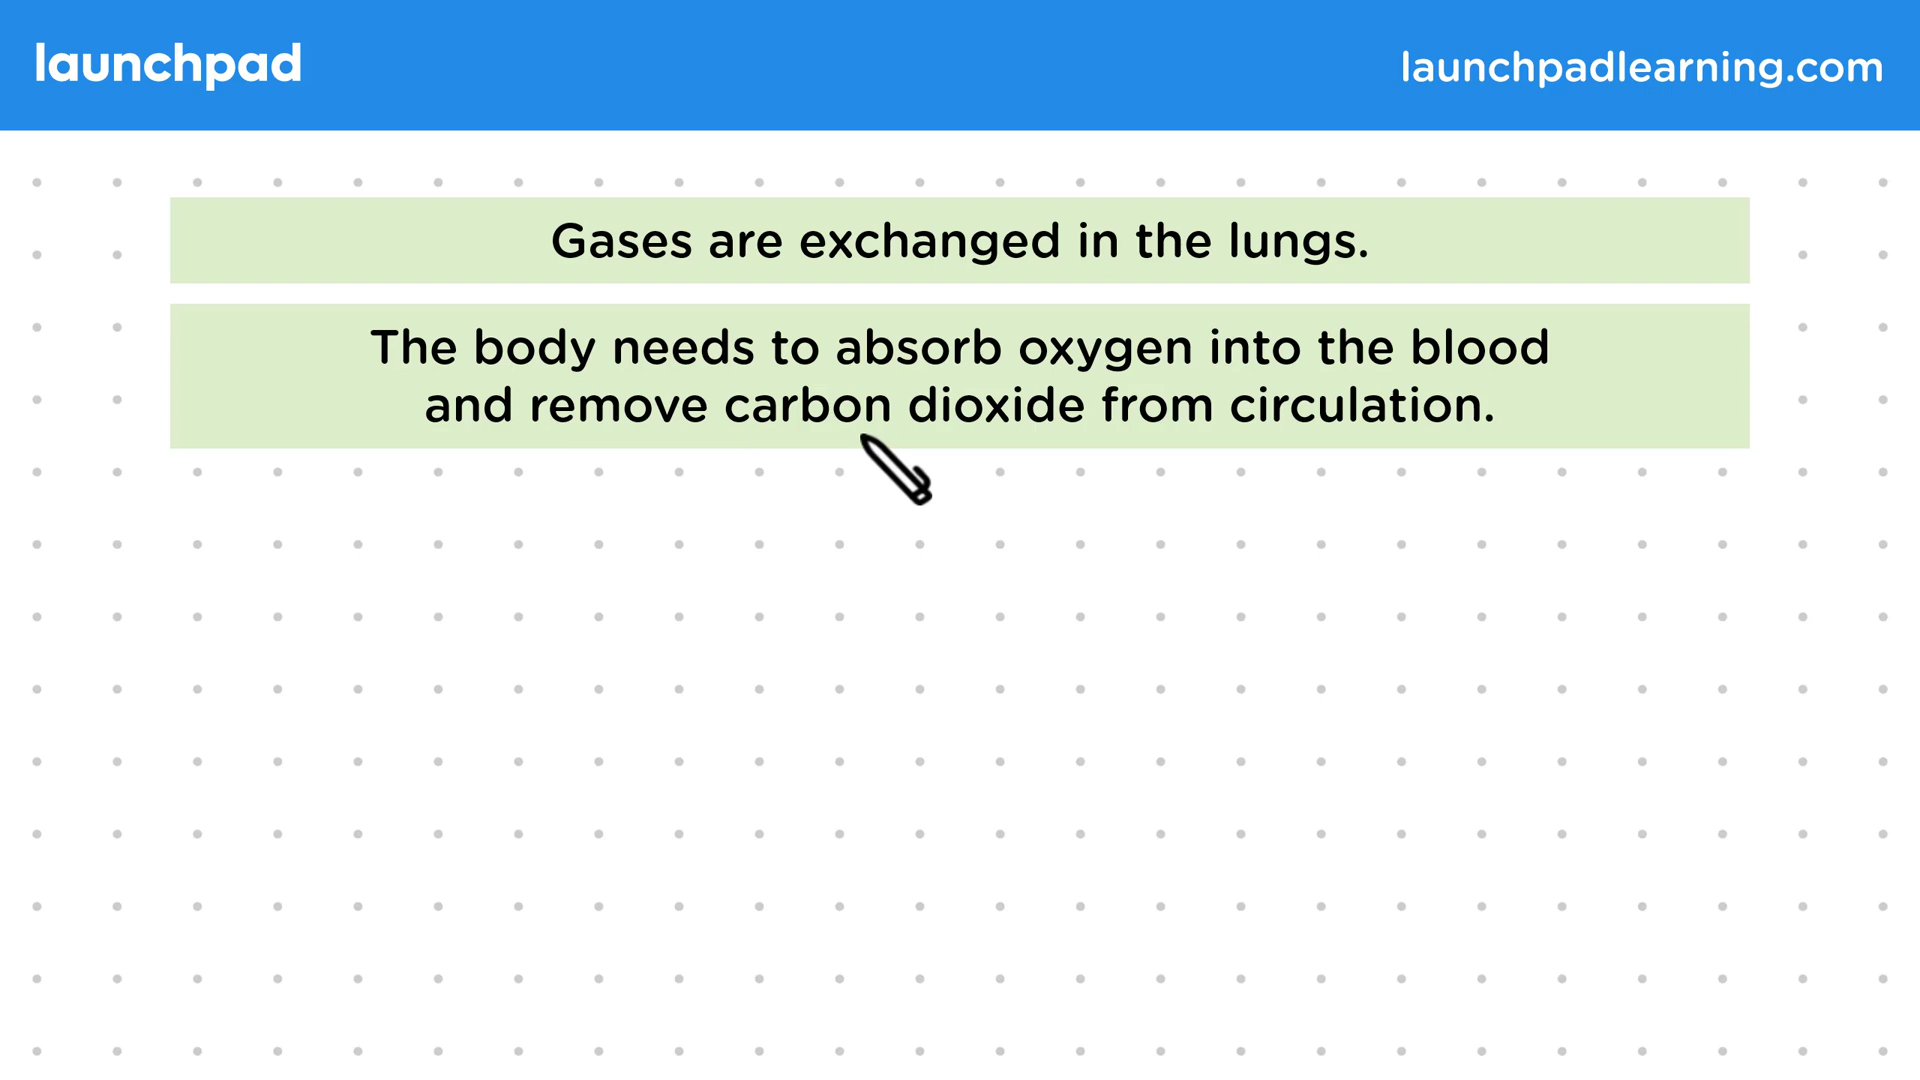 launchpad
launchpadlearning.com
Gases are exchanged in the lungs.
The body needs to absorb oxygen into the blood
and remove carbon dioxide from circulation.